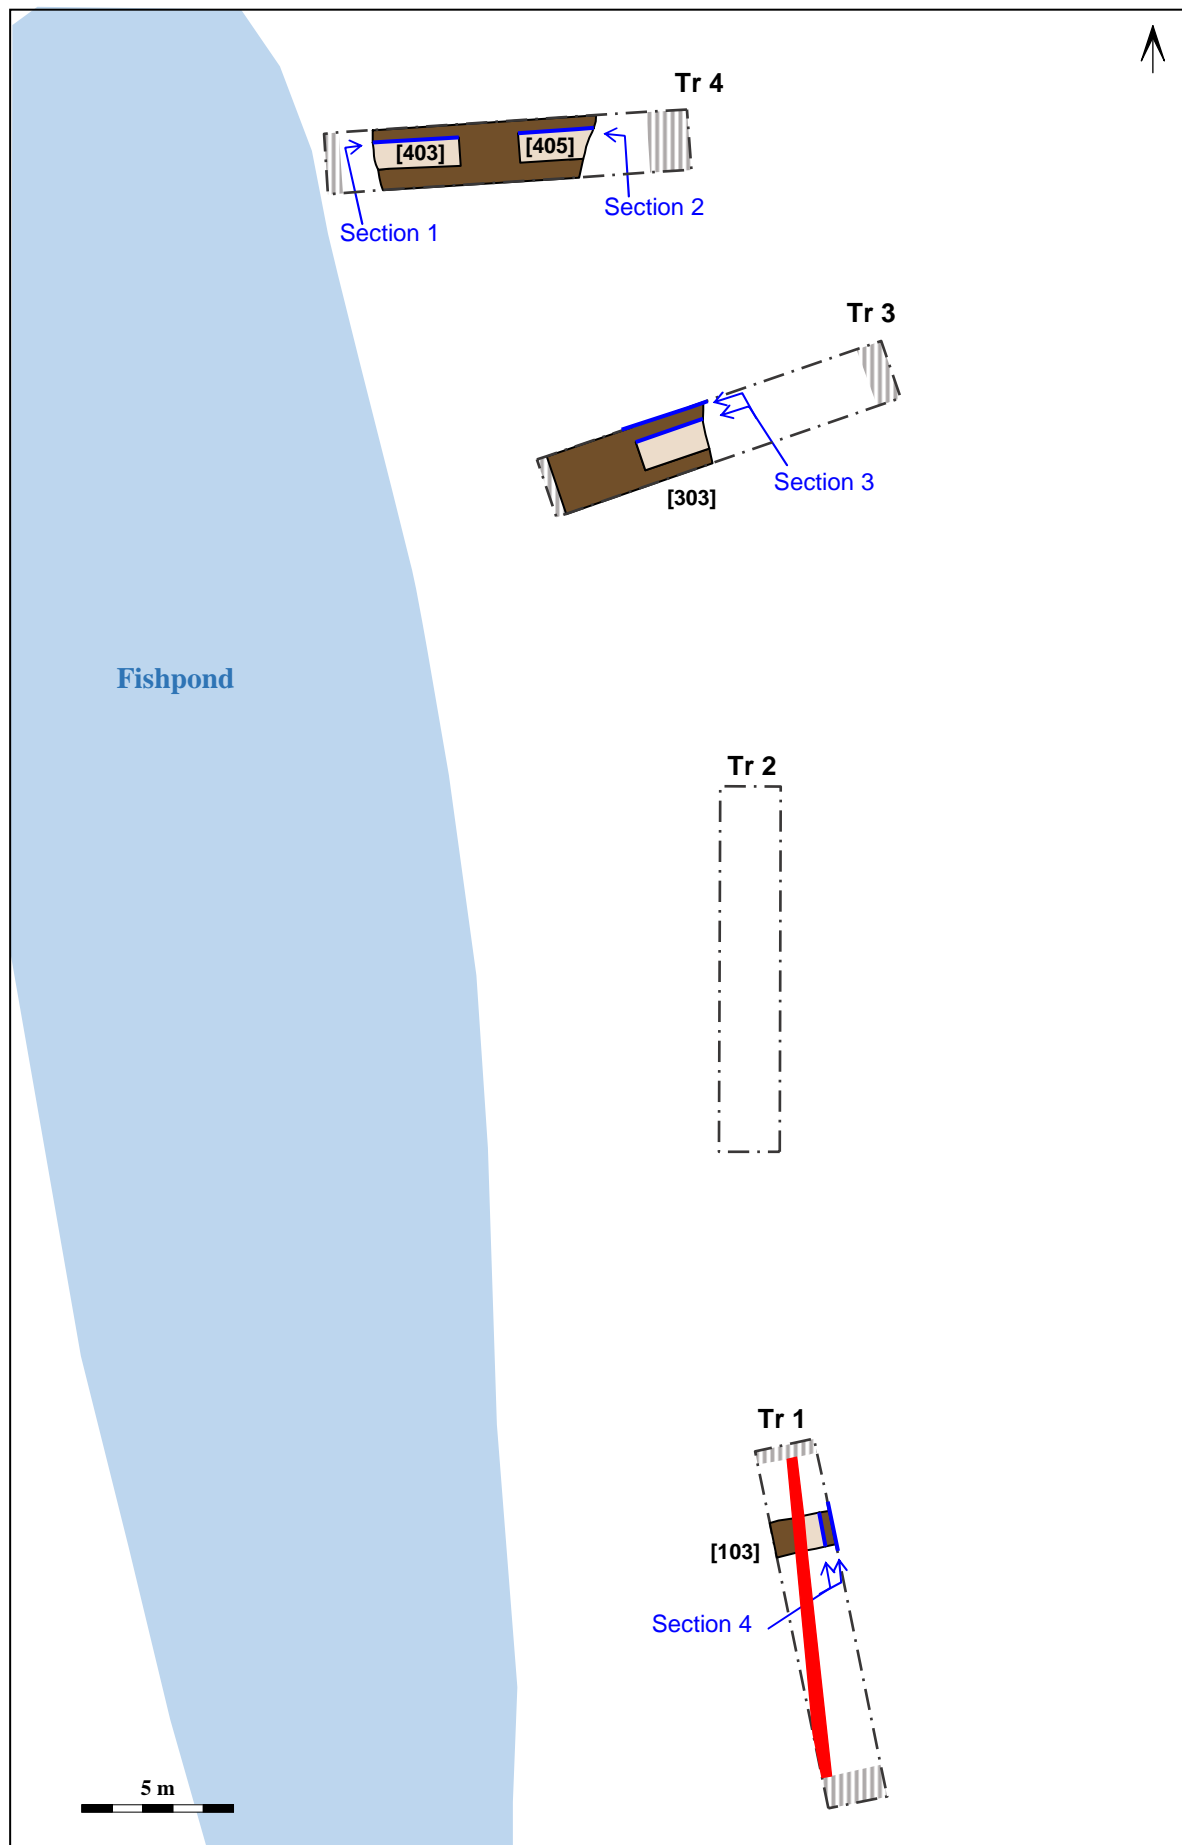 Tr 4
[403]
[405]
Section 1
Section 2
Tr 3
Section 3
[303]
Fishpond
Tr 2
Tr 1
[103]
Section 4
5 m